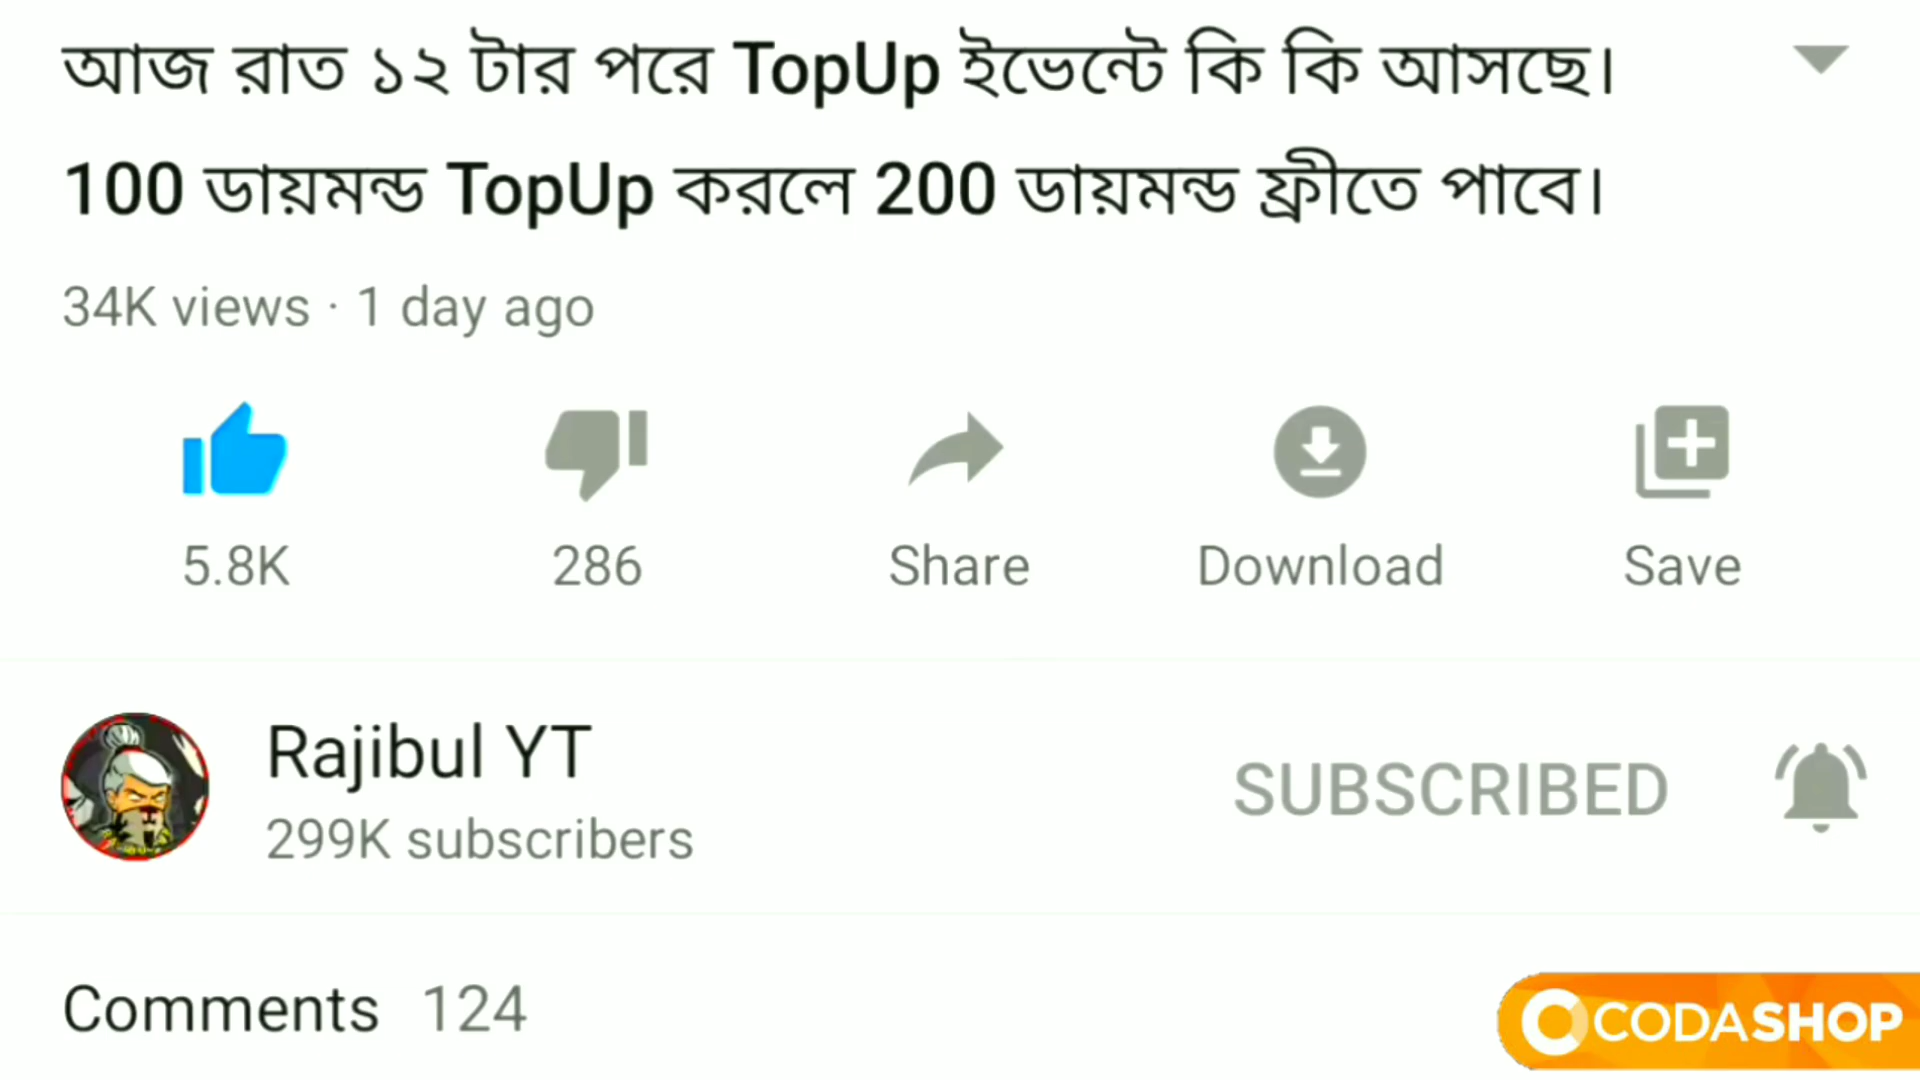 আজ রাত ১২ টার পরে TopUp ইভেন্টে কি কি আসছে।
100 ডায়মন্ড TopUp করলে 200 ডায়মন্ড ফ্রীতে পাবে।
34K views · 1 day ago
5.8K 286 Share Download Save
Rajibul YT
299K subscribers
SUBSCRIBED
Comments 124
CODASHOP